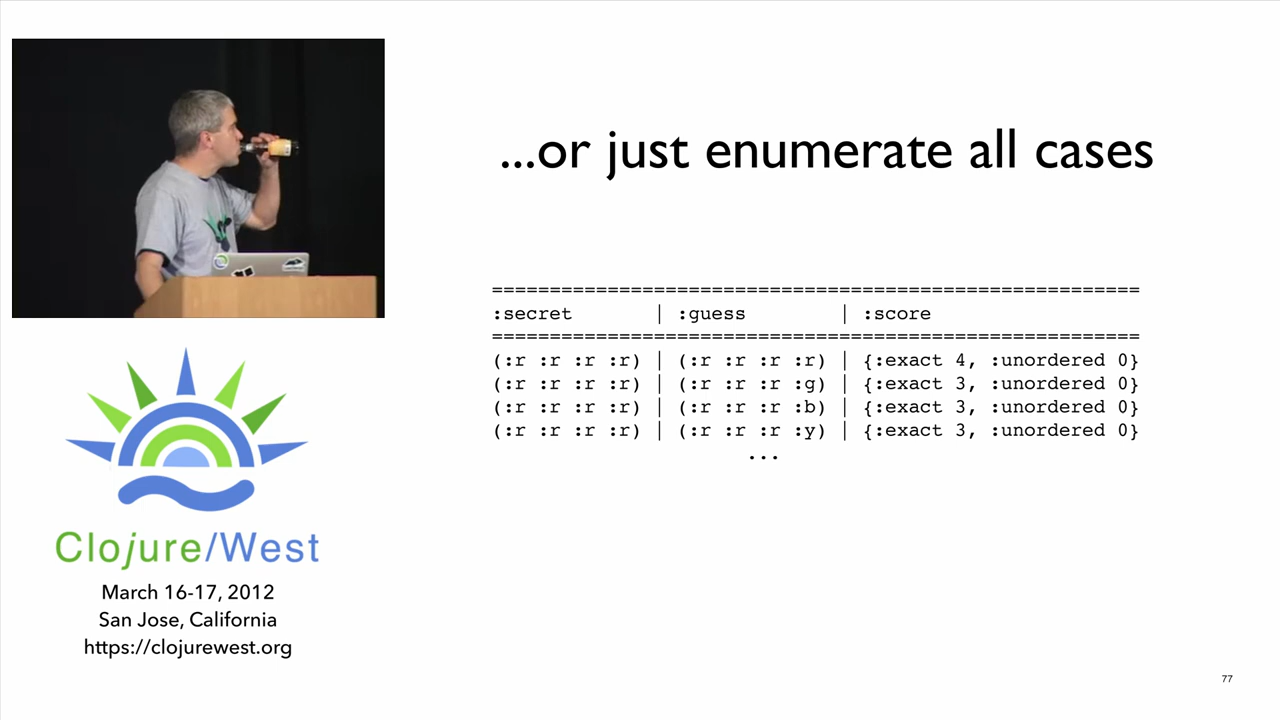 ...or just enumerate all cases
========================================================
:secret       | :guess        | :score
========================================================
(:r :r :r :r) | (:r :r :r :r) | {:exact 4, :unordered 0}
(:r :r :r :r) | (:r :r :r :g) | {:exact 3, :unordered 0}
(:r :r :r :r) | (:r :r :r :b) | {:exact 3, :unordered 0}
(:r :r :r :r) | (:r :r :r :y) | {:exact 3, :unordered 0}
...
Clojure/West
March 16-17, 2012
San Jose, California
https://clojurewest.org
77